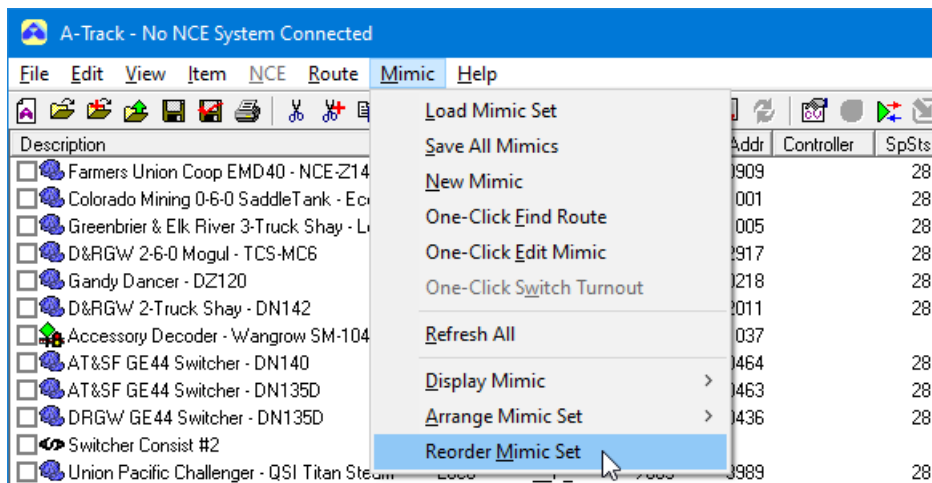 A-Track - No NCE System Connected
File Edit View Item NCE Route Mimic Help
Load Mimic Set
Save All Mimics
New Mimic
One-Click Find Route
One-Click Edit Mimic
One-Click Switch Turnout
Refresh All
Display Mimic
Arrange Mimic Set
Reorder Mimic Set
Description Addr Controller SpSts
Farmers Union Coop EMD40 - NCE-Z14 28
Colorado Mining 0-6-0 SaddleTank - 001 28
Greenbrier & Elk River 3-Truck Shay - 005 28
D&RGW 2-6-0 Mogul - TCS-MC6 28
Gandy Dancer - DZ120 28
D&RGW 2-Truck Shay - DN142 28
Accessory Decoder - Wangrow SM-104 037
AT&SF GE44 Switcher - DN140 28
AT&SF GE44 Switcher - DN135D 28
DRGW GE44 Switcher - DN135D 28
Switcher Consist #2
Union Pacific Challenger - QSI Titan Steam 28